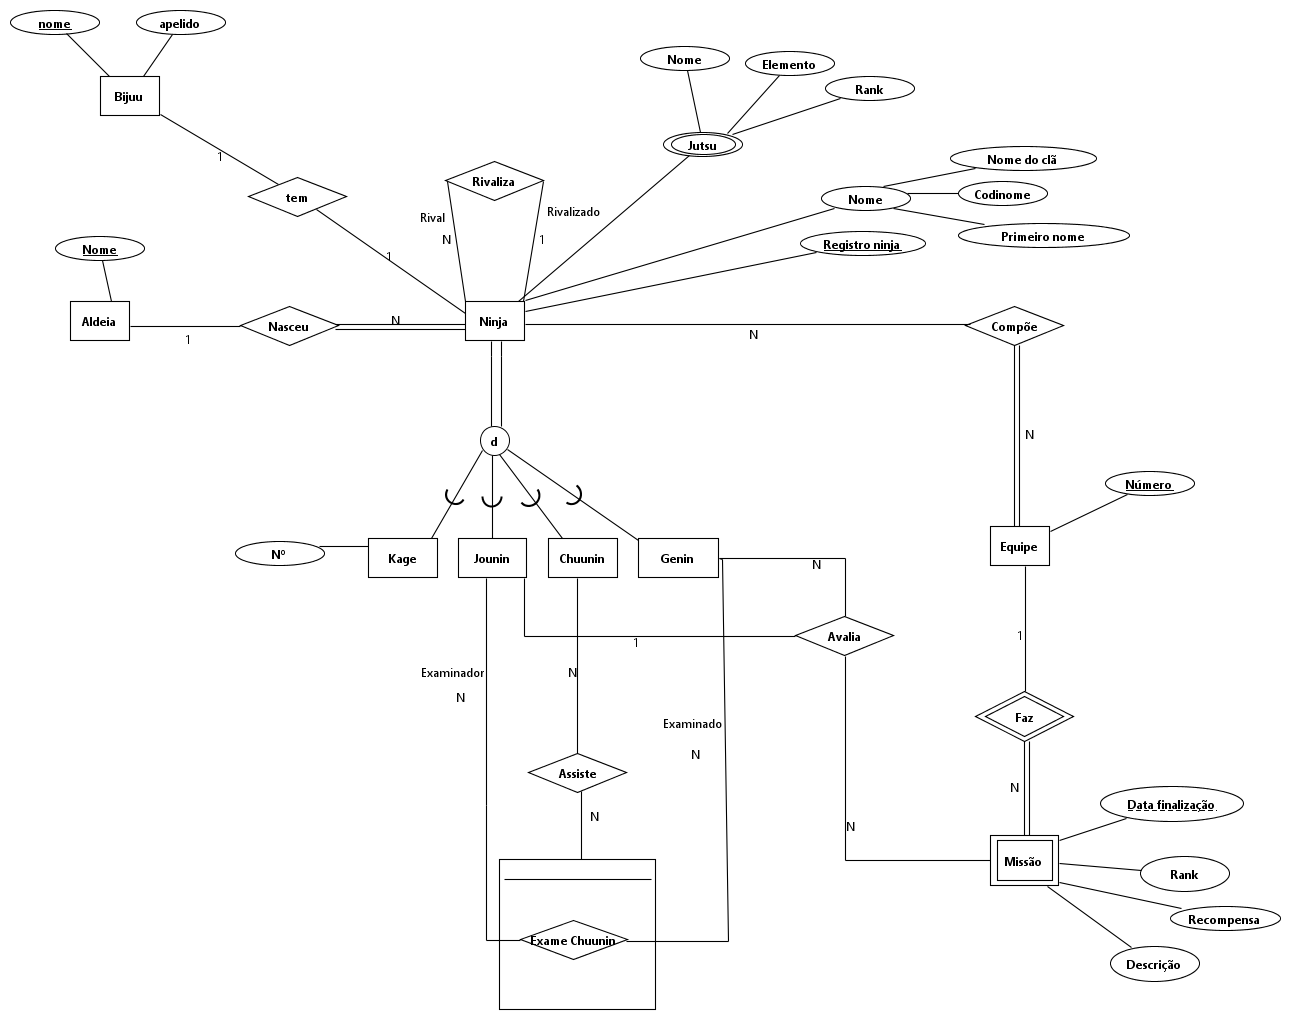 nome
apelido
Bijuu
1
tem
1
Nome
Elemento
Rank
Jutsu
Rivaliza
Rival
N
Rivalizado
1
Nome do clã
Nome
Codinome
Primeiro nome
Registro ninja
Nome
Aldeia
1
Nasceu
N
Ninja
N
Compõe
N
d
Número
Nº
Kage
Jounin
Chuunin
Genin
Equipe
N
Avalia
1
1
Examinador
N
N
Examinado
N
Faz
Assiste
N
N
Data finalização
N
Missão
Rank
Recompensa
Descrição
Exame Chuunin